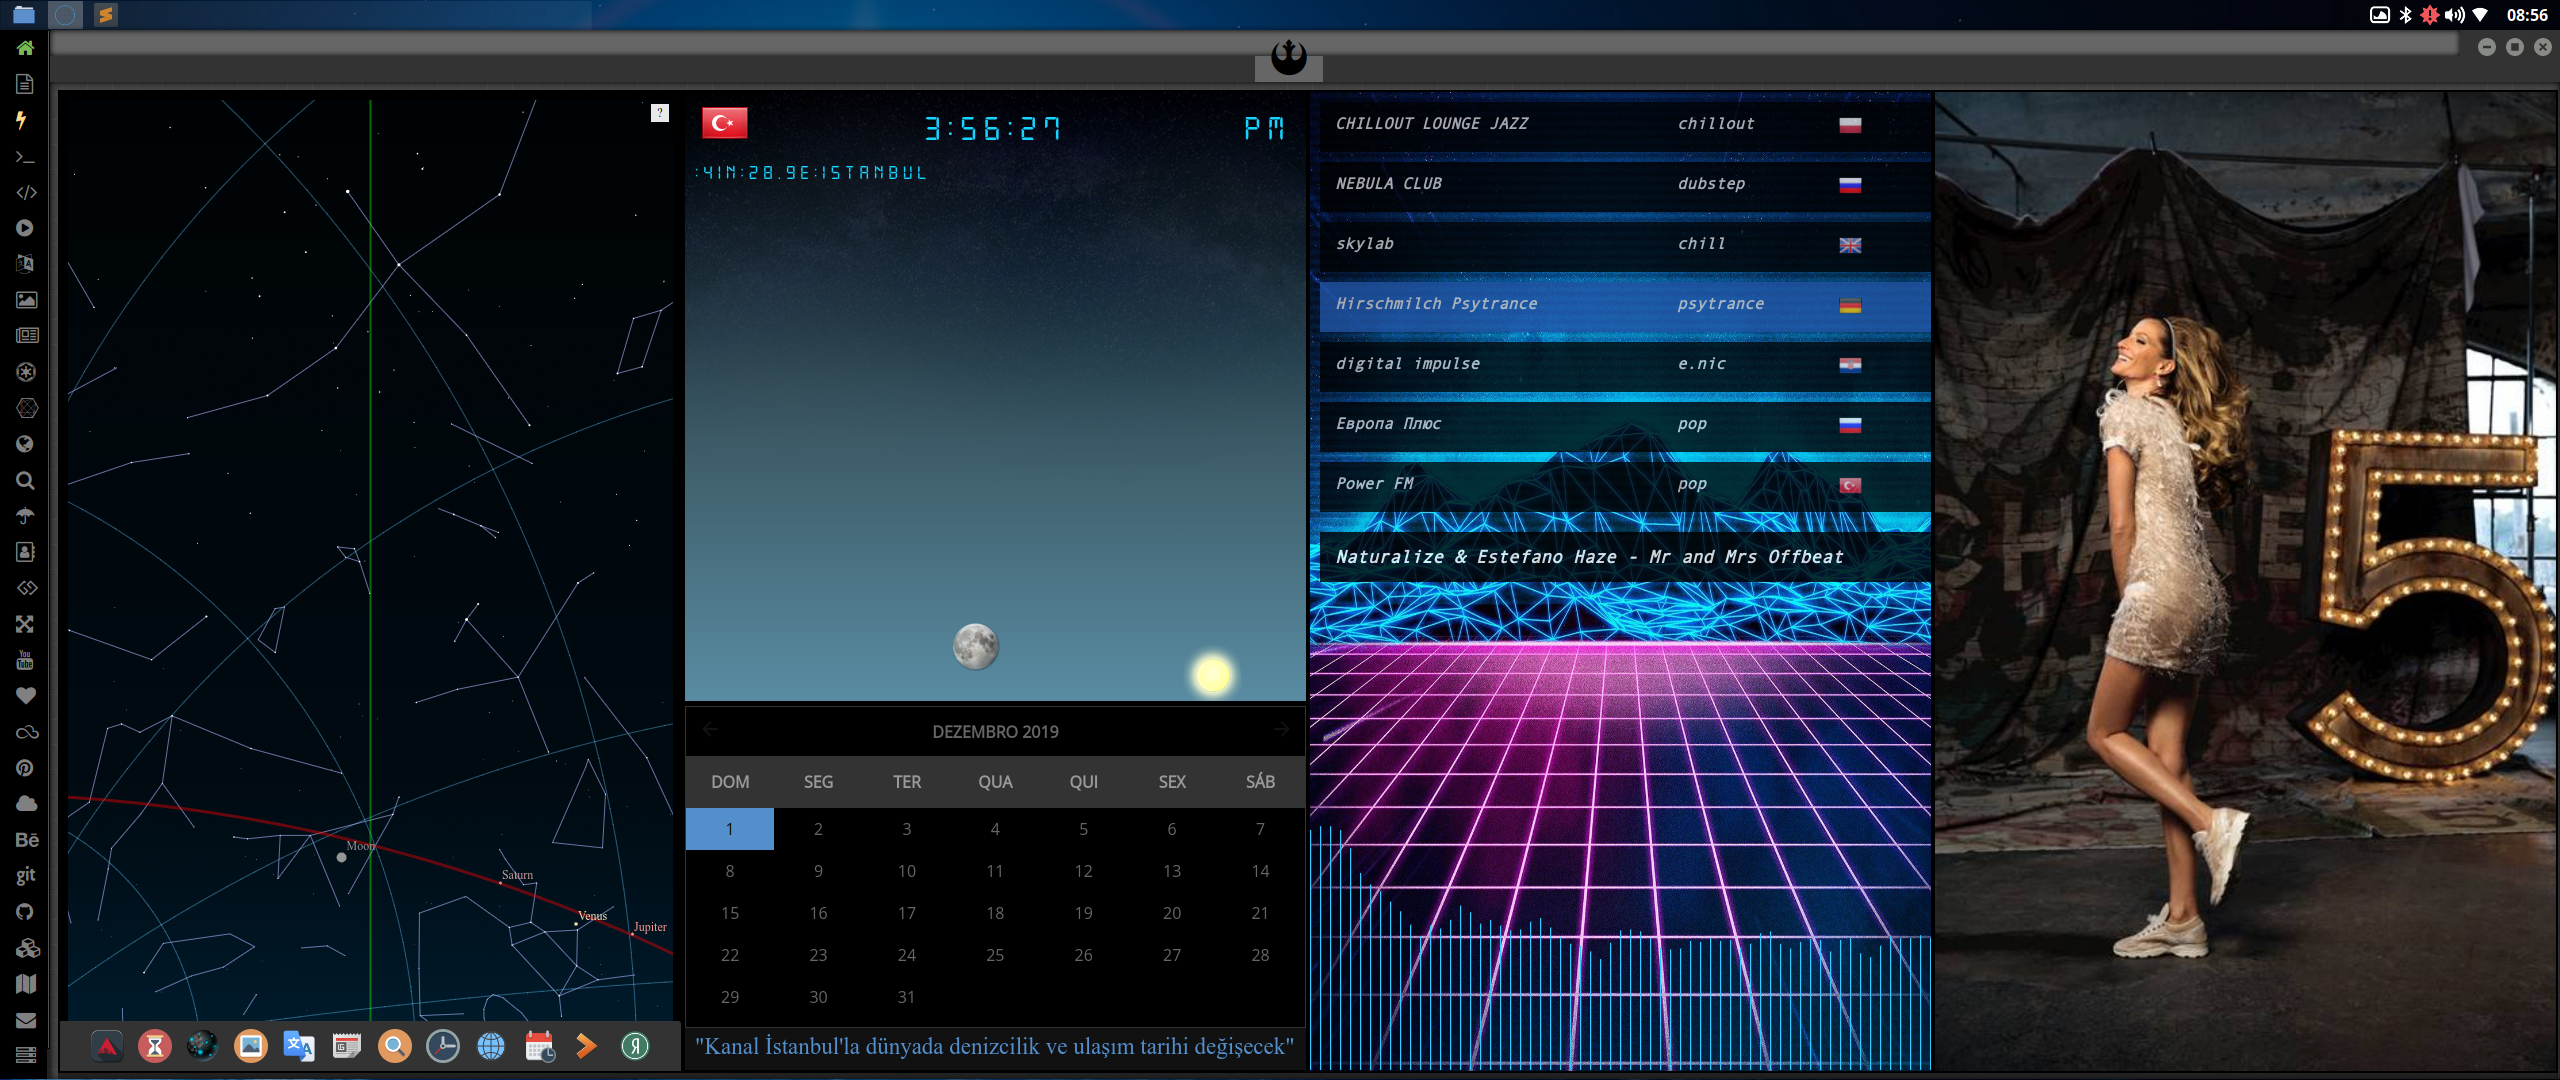 08:56
You
Tube
Bē
git
?
Moon
Saturn
Venus
Jupiter
3:56:27 PM
:41N:28.9E:ISTANBUL
DEZEMBRO 2019
DOM SEG TER QUA QUI SEX SÁB
1 2 3 4 5 6 7
8 9 10 11 12 13 14
15 16 17 18 19 20 21
22 23 24 25 26 27 28
29 30 31
"Kanal İstanbul'la dünyada denizcilik ve ulaşım tarihi değişecek"
CHILLOUT LOUNGE JAZZ chillout
NEBULA CLUB dubstep
skylab chill
Hirschmilch Psytrance psytrance
digital impulse e.nic
Европа Плюс pop
Power FM pop
Naturalize & Estefano Haze - Mr and Mrs Offbeat
5